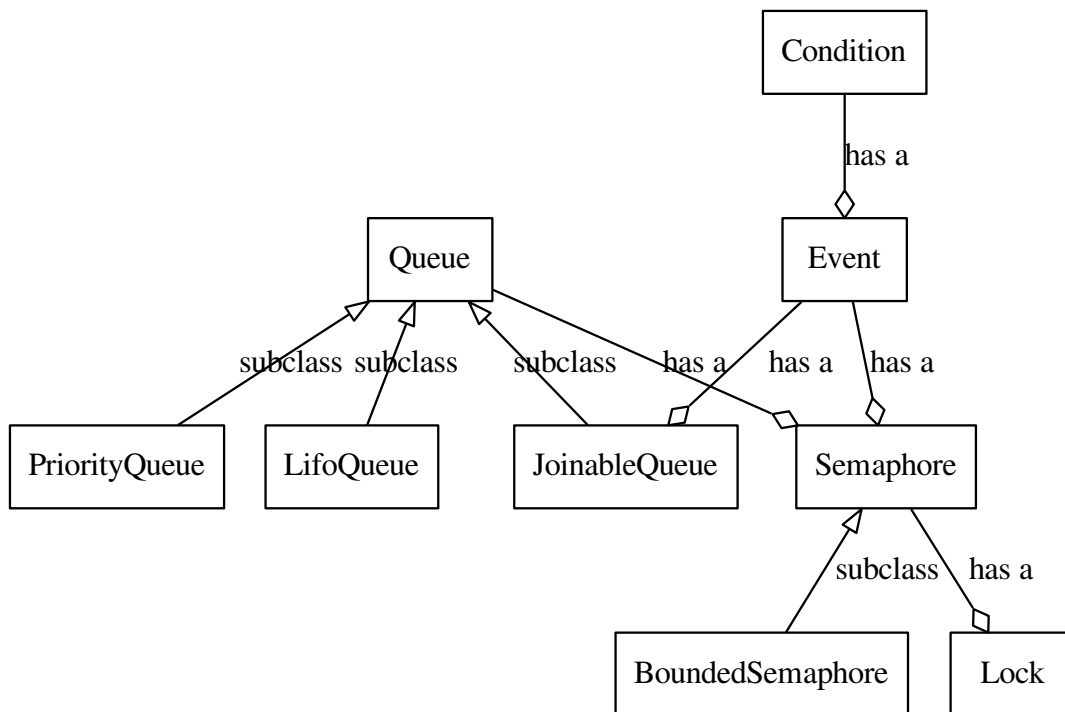 Condition
has a
Queue
Event
subclass
subclass
subclass
has a
has a
has a
PriorityQueue
LifoQueue
JoinableQueue
Semaphore
subclass
has a
BoundedSemaphore
Lock